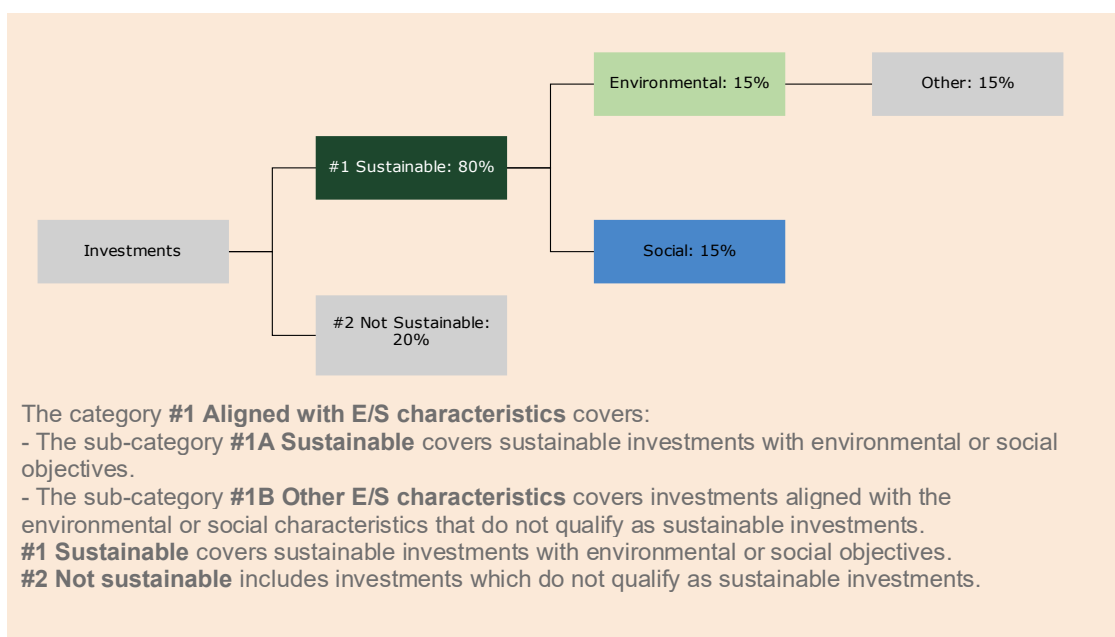 Environmental: 15%
Other: 15%
#1 Sustainable: 80%
Investments
Social: 15%
#2 Not Sustainable:
20%
The category #1 Aligned with E/S characteristics covers:
- The sub-category #1A Sustainable covers sustainable investments with environmental or social
objectives.
- The sub-category #1B Other E/S characteristics covers investments aligned with the
environmental or social characteristics that do not qualify as sustainable investments.
#1 Sustainable covers sustainable investments with environmental or social objectives.
#2 Not sustainable includes investments which do not qualify as sustainable investments.